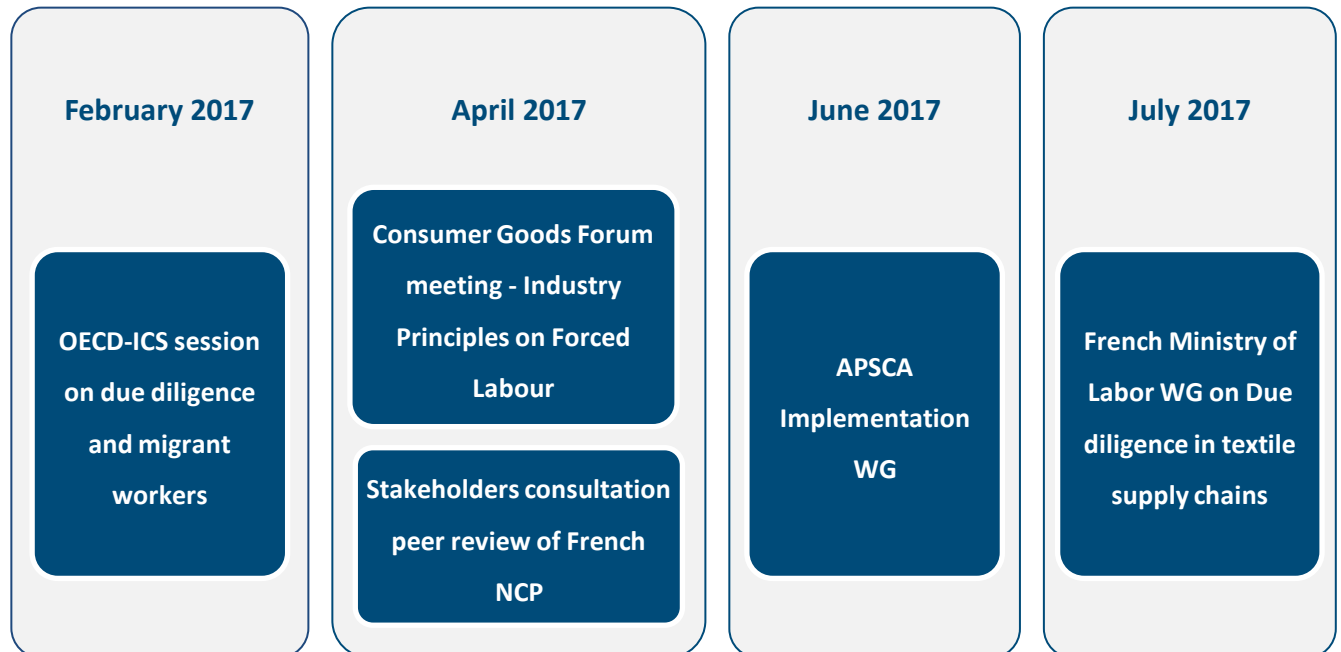 February 2017
OECD-ICS session
on due diligence
and migrant
workers
April 2017
Consumer Goods Forum
meeting - Industry
Principles on Forced
Labour
Stakeholders consultation
peer review of French
NCP
June 2017
APSCA
Implementation
WG
July 2017
French Ministry of
Labor WG on Due
diligence in textile
supply chains